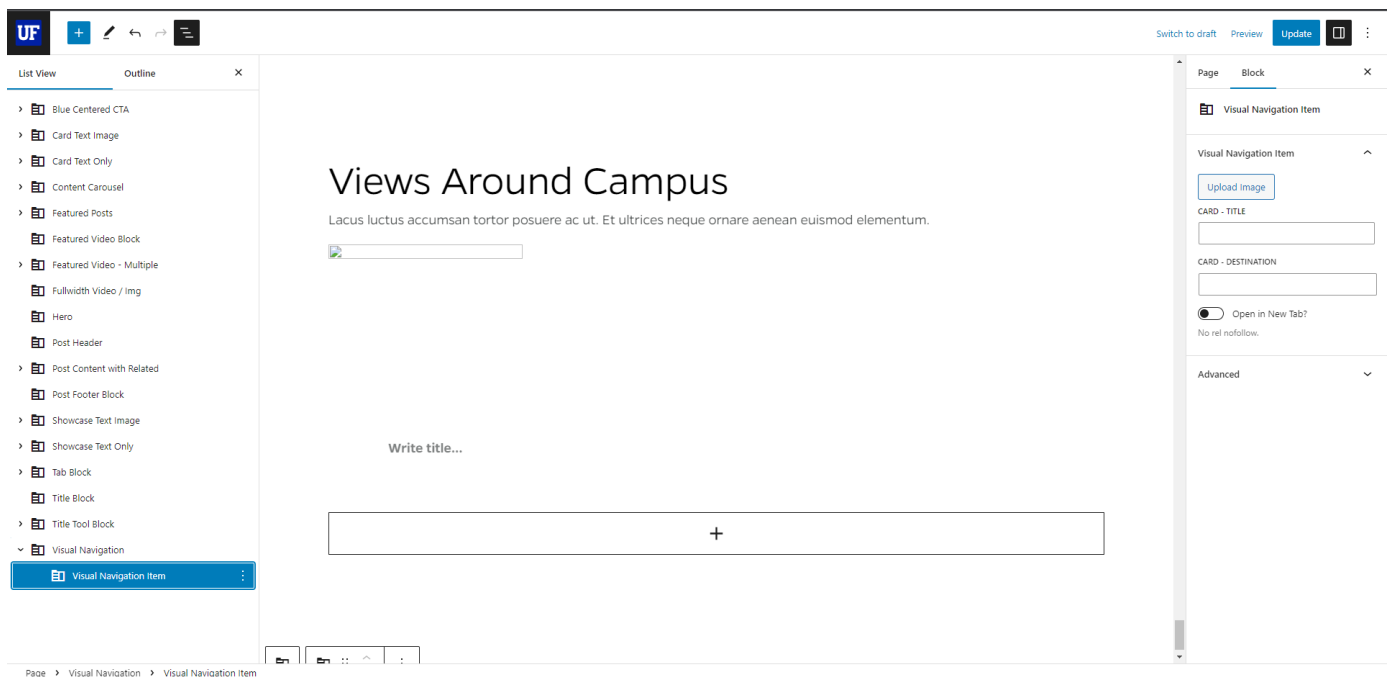 UF
Switch to draft
Preview
Update
List View
Outline
Blue Centered CTA
Card Text Image
Card Text Only
Content Carousel
Featured Posts
Featured Video Block
Featured Video - Multiple
Fullwidth Video / Img
Hero
Post Header
Post Content with Related
Post Footer Block
Showcase Text Image
Showcase Text Only
Tab Block
Title Block
Title Tool Block
Visual Navigation
Visual Navigation Item
Views Around Campus
Lacus luctus accumsan tortor posuere ac ut. Et ultrices neque ornare aenean euismod elementum.
Write title...
Page
Block
Visual Navigation Item
Visual Navigation Item
Upload Image
CARD - TITLE
CARD - DESTINATION
Open in New Tab?
No rel nofollow.
Advanced
Page > Visual Navigation > Visual Navigation Item